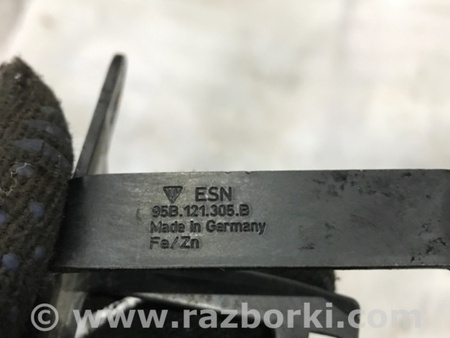 ESN
95B.121.305.B
Made in Germany
Fe/Zn
© www.razborki.com